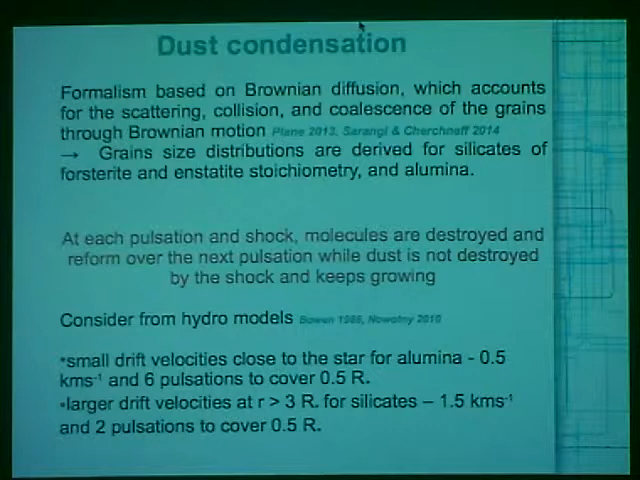 Dust condensation
Formalism based on Brownian diffusion, which accounts
for the scattering, collision, and coalescence of the grains
through Brownian motion Plane 2013, Sarangi & Cherchneff 2014
→ Grains size distributions are derived for silicates of
forsterite and enstatite stoichiometry, and alumina.
At each pulsation and shock, molecules are destroyed and
reform over the next pulsation while dust is not destroyed
by the shock and keeps growing
Consider from hydro models Bowen 1988, Nowotny 2010
•small drift velocities close to the star for alumina - 0.5
kms⁻¹ and 6 pulsations to cover 0.5 R.
•larger drift velocities at r > 3 R. for silicates – 1.5 kms⁻¹
and 2 pulsations to cover 0.5 R.